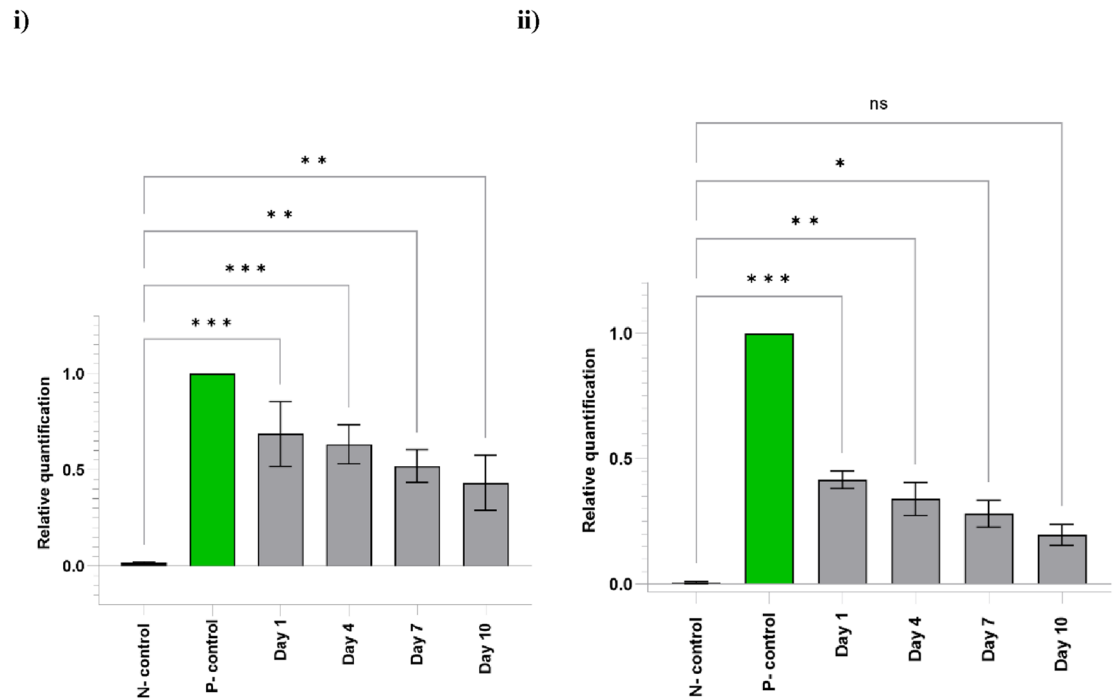 i)
ii)
ns
*
**
**
**
***
***
***
Relative quantification
1.0
0.5
0.0
N- control
P- control
Day 1
Day 4
Day 7
Day 10
Relative quantification
1.0
0.5
0.0
N- control
P- control
Day 1
Day 4
Day 7
Day 10